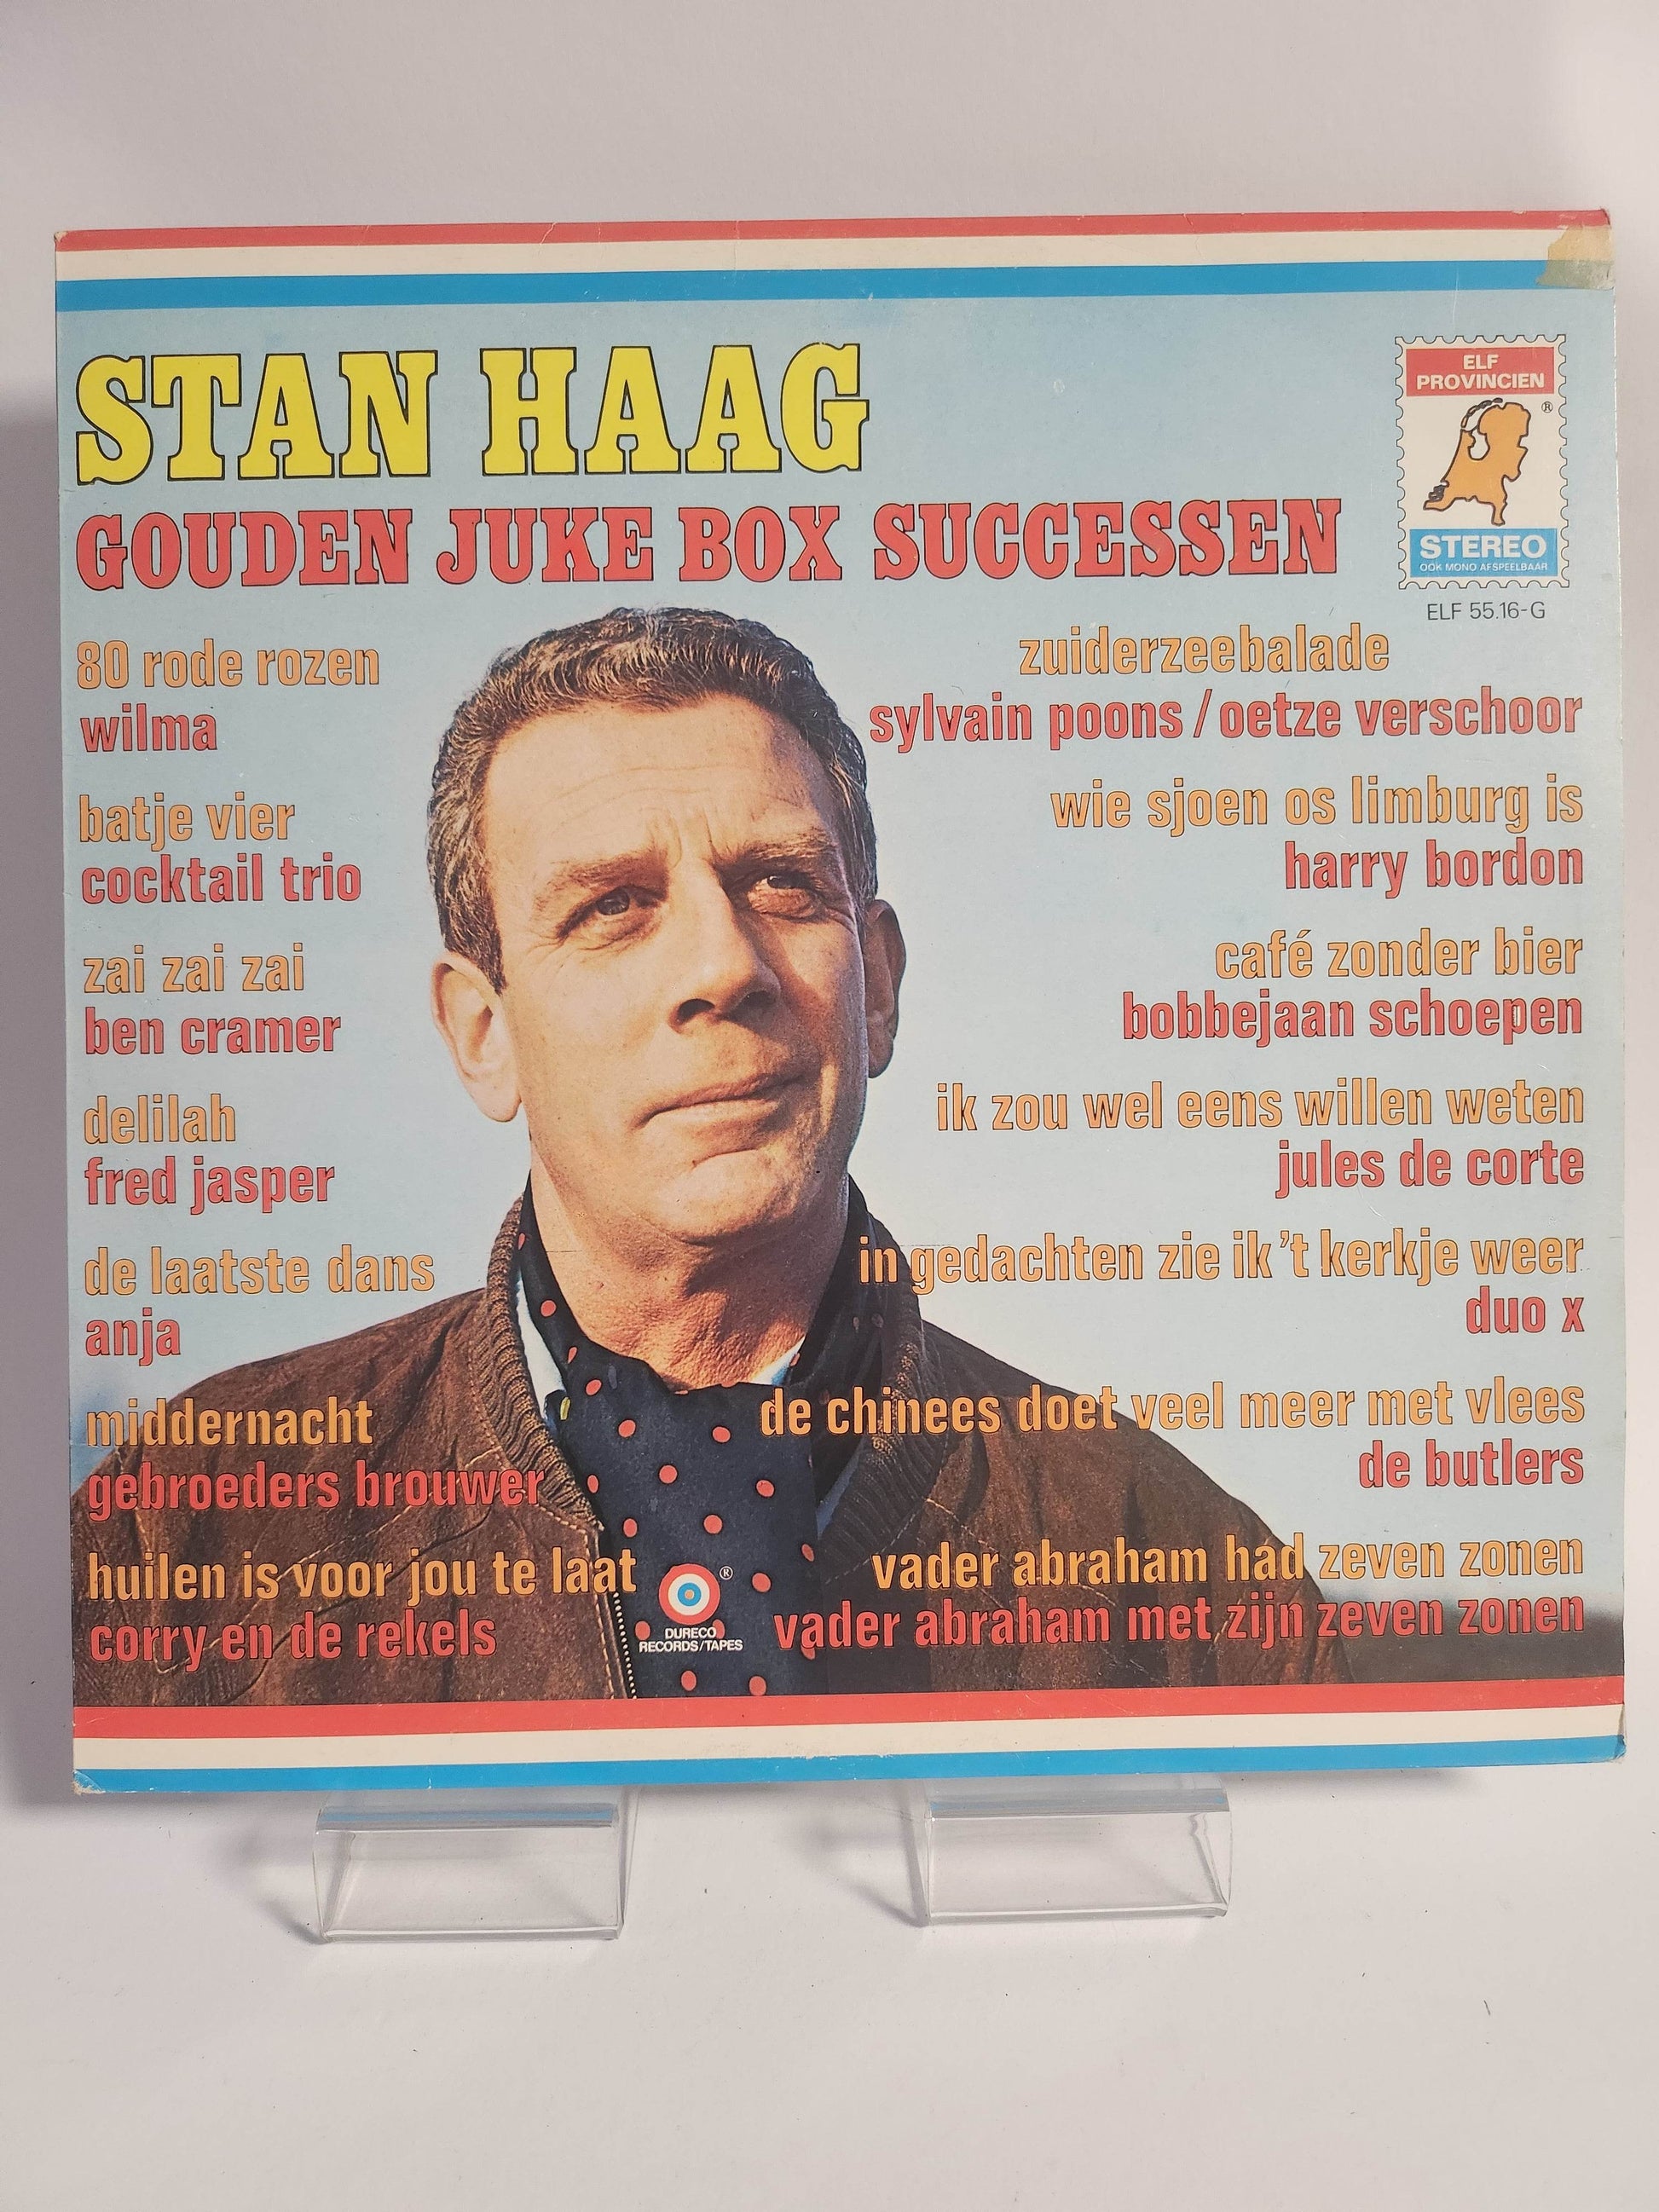 STAN HAAG
GOUDEN JUKE BOX SUCCESSEN
ELF
PROVINCIEN
®
STEREO
OOK MONO AFSPEELBAAR
ELF 55.16-G
80 rode rozen
wilma
batje vier
cocktail trio
zai zai zai
ben cramer
delilah
fred jasper
de laatste dans
anja
middernacht
gebroeders brouwer
huilen is voor jou te laat
corry en de rekels
zuiderzeebalade
sylvain poons / oetze verschoor
wie sjoen os limburg is
harry bordon
café zonder bier
bobbejaan schoepen
ik zou wel eens willen weten
jules de corte
in gedachten zie ik 't kerkje weer
duo x
de chinees doet veel meer met vlees
de butlers
vader abraham had zeven zonen
vader abraham met zijn zeven zonen
®
DURECO
RECORDS/TAPES